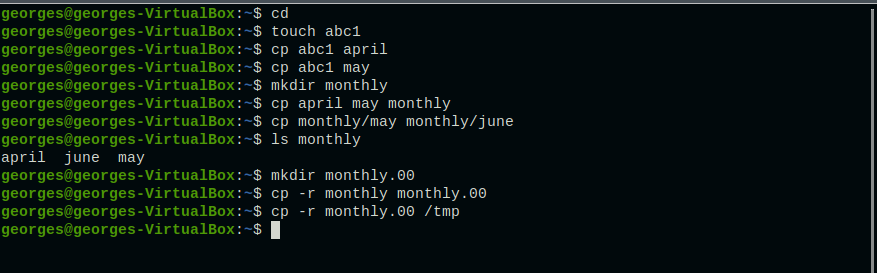 georges@georges-VirtualBox:~$ cd
georges@georges-VirtualBox:~$ touch abc1
georges@georges-VirtualBox:~$ cp abc1 april
georges@georges-VirtualBox:~$ cp abc1 may
georges@georges-VirtualBox:~$ mkdir monthly
georges@georges-VirtualBox:~$ cp april may monthly
georges@georges-VirtualBox:~$ cp monthly/may monthly/june
georges@georges-VirtualBox:~$ ls monthly
april  june  may
georges@georges-VirtualBox:~$ mkdir monthly.00
georges@georges-VirtualBox:~$ cp -r monthly monthly.00
georges@georges-VirtualBox:~$ cp -r monthly.00 /tmp
georges@georges-VirtualBox:~$